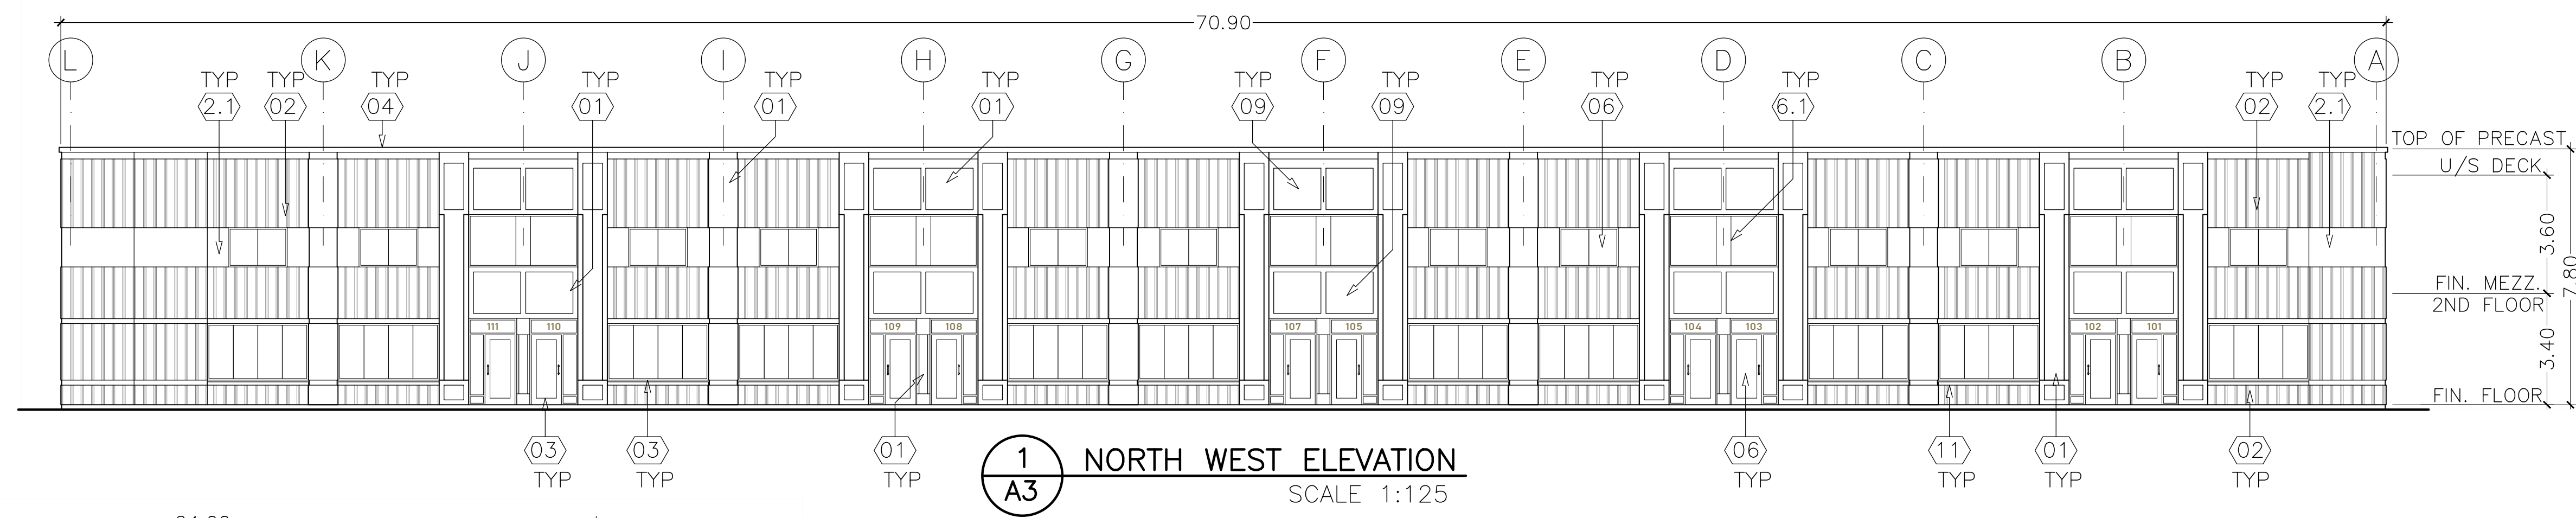 70.90
L K J I H G F E D C B A
TYP TYP TYP TYP TYP TYP TYP TYP TYP TYP TYP TYP
2.1 02 04 01 01 01 09 09 06 6.1 02 2.1
TOP OF PRECAST
U/S DECK
3.60
7.80
FIN. MEZZ.
2ND FLOOR
111 110 109 108 107 105 104 103 102 101
3.40
FIN. FLOOR
03 03 01 06 11 01 02
TYP TYP TYP TYP TYP TYP TYP
1
A3
NORTH WEST ELEVATION
SCALE 1:125